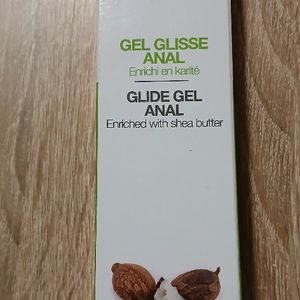 GEL GLISSE
ANAL
Enrichi en karité
GLIDE GEL
ANAL
Enriched with shea butter